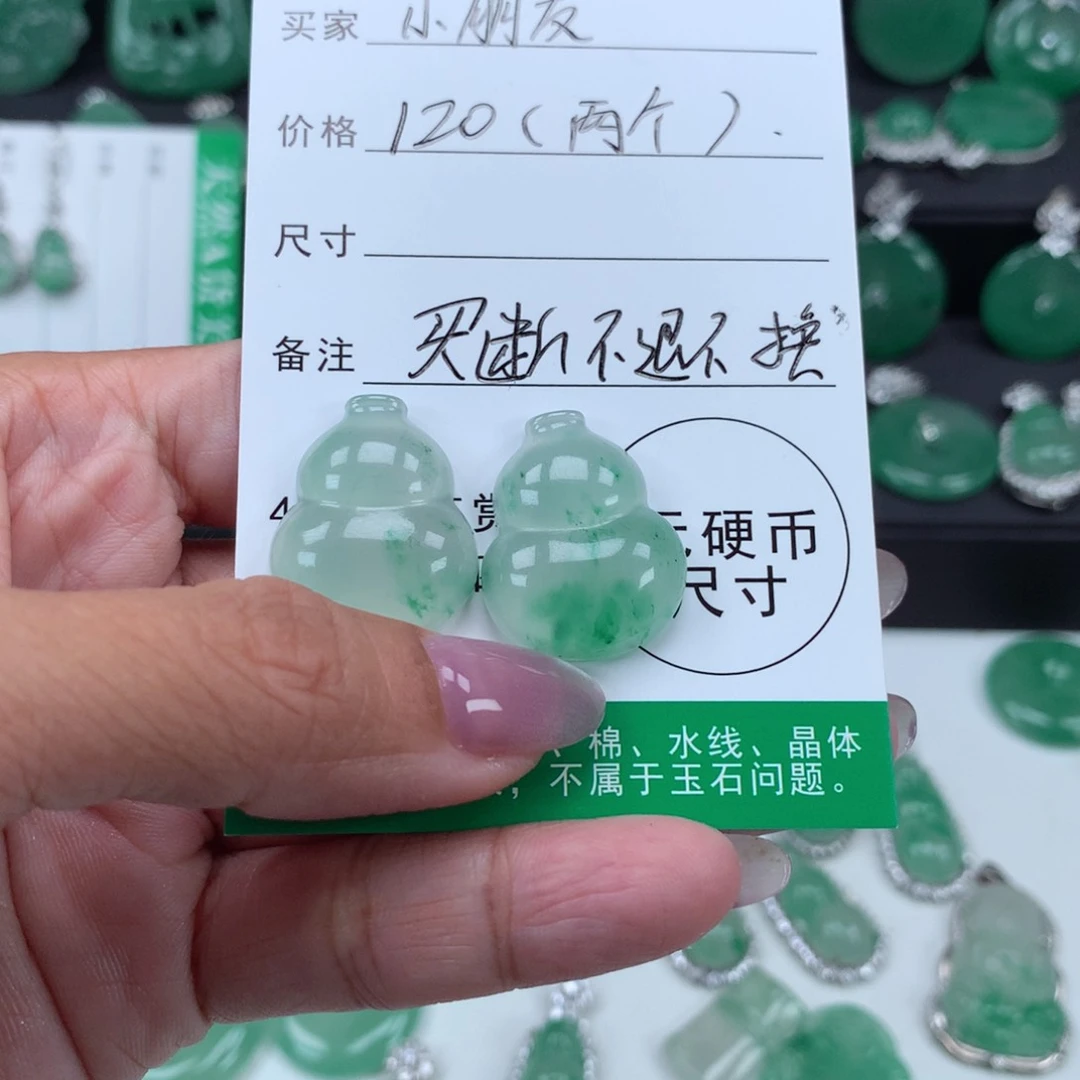 买家 小朋友
价格 120（两个）.
尺寸
备注 买断不退不换
赏
硬币
尺寸
、棉、水线、晶体
，不属于玉石问题。